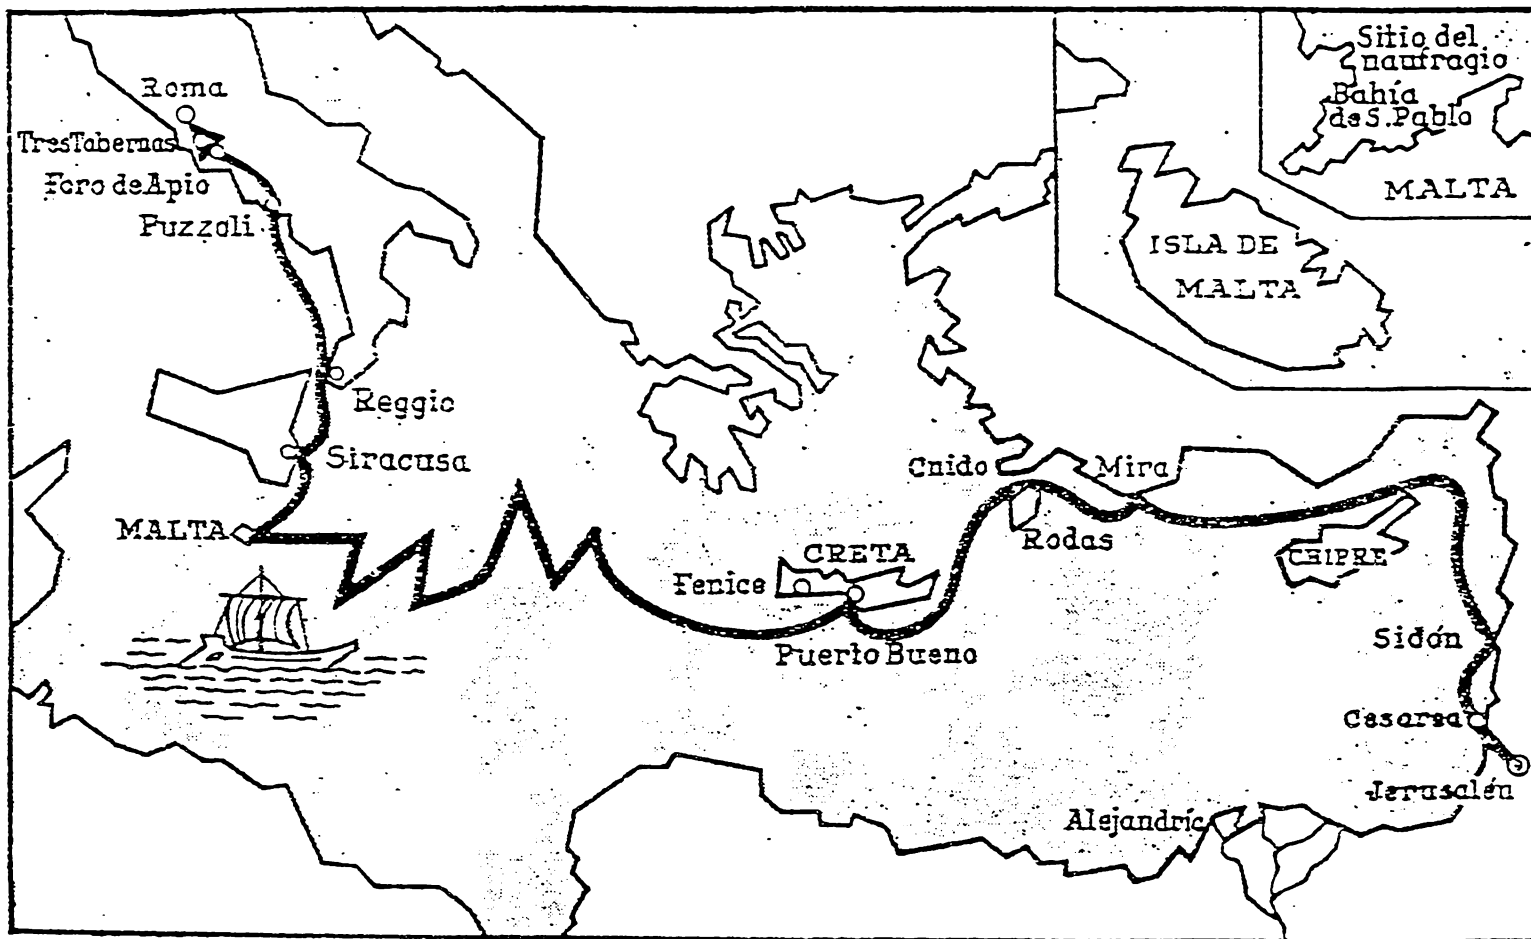 Roma
Tres Tabernas
Foro de Apio
Puzzoli
Reggio
Siracusa
MALTA
Sitio del
naufragio
Bahía
de S. Pablo
MALTA
ISLA DE
MALTA
Cnido
Mira
Rodas
CRETA
Fenice
Puerto Bueno
CHIPRE
Sidón
Cesarea
Jerusalén
Alejandría